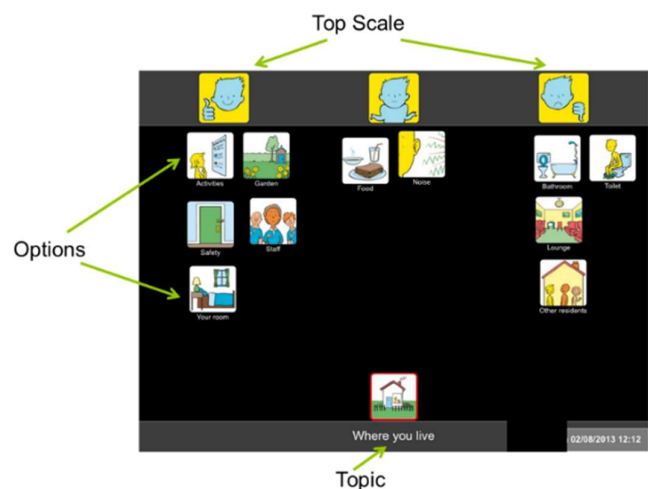 Top Scale
Options
Activities
Garden
Food
Noise
Bathroom
Toilet
Safety
Staff
Lounge
Your room
Other residents
Where you live
02/08/2013 12:12
Topic